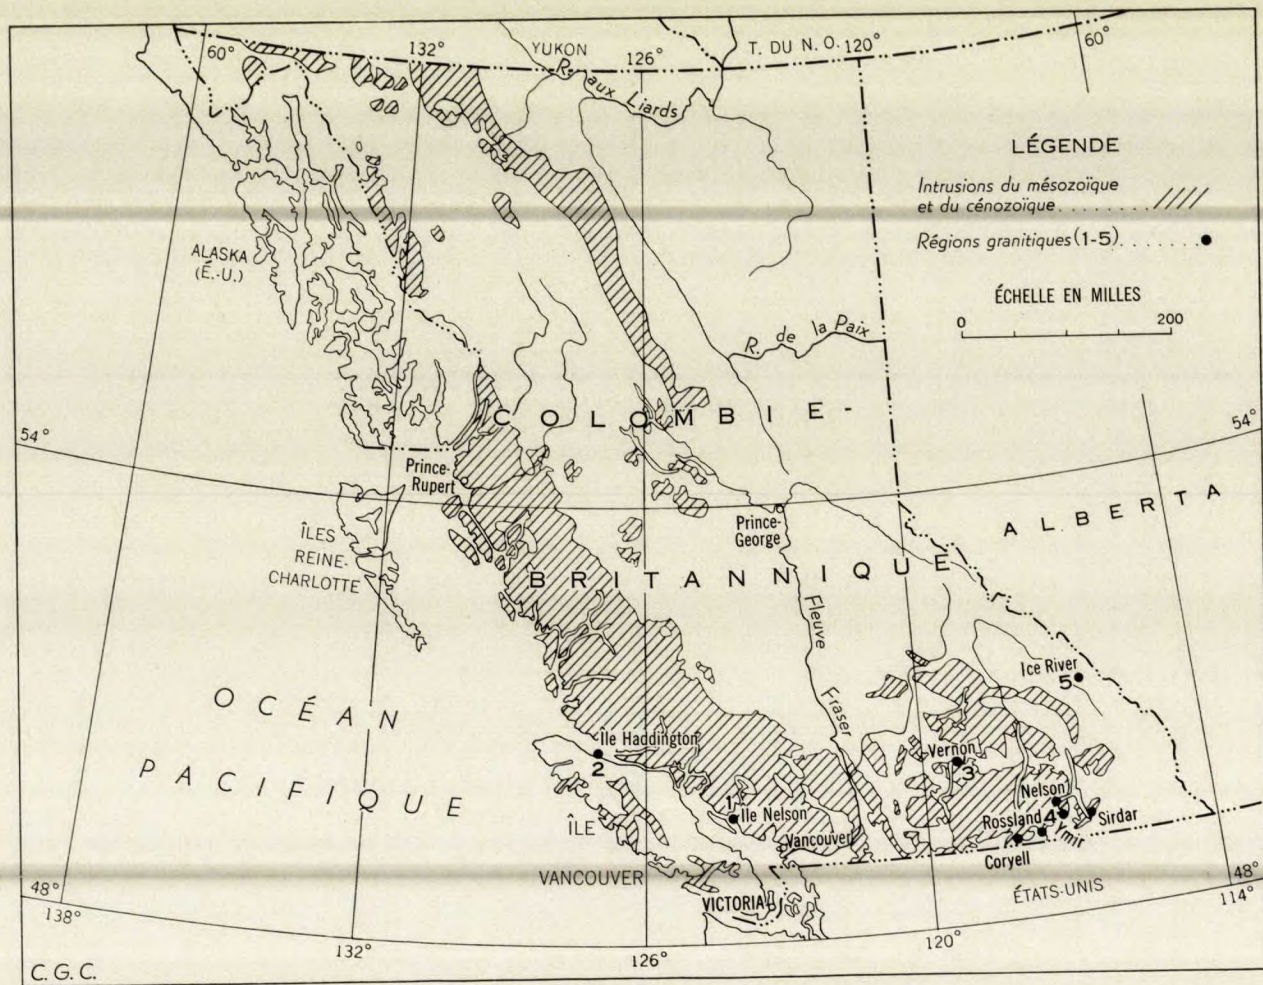 60°
132°
YUKON
126°
T. DU N.O.
120°
60°
R. aux Liards
LÉGENDE
Intrusions du mésozoïque
et du cénozoïque
Régions granitiques (1-5)
ALASKA
(É.-U.)
ÉCHELLE EN MILLES
0 200
R. de la Paix
COLOMBIE-
54°
54°
Prince-
Rupert
Prince-
George
ALBERTA
ÎLES
REINE-
CHARLOTTE
BRITANNIQUE
Fleuve Fraser
Ice River
5
OCÉAN
PACIFIQUE
Île Haddington
2
Vernon
3
1
Île Nelson
Nelson
Rossland
4
Ymir
Sirdar
Coryell
ÎLE
VANCOUVER
Vancouver
VICTORIA
ÉTATS-UNIS
48°
138°
132°
126°
120°
48°
114°
C.G.C.